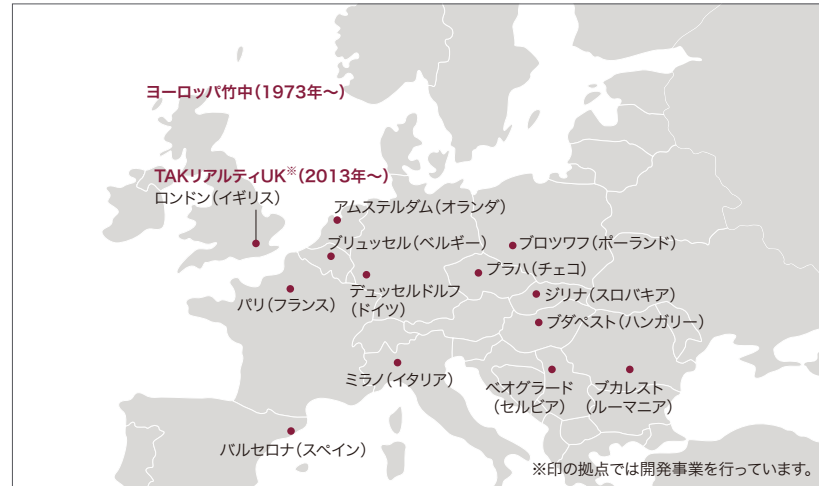 ヨーロッパ竹中(1973年〜)
TAKリアルティUK※(2013年〜)
ロンドン(イギリス)
アムステルダム(オランダ)
ブリュッセル(ベルギー)
ブロツワフ(ポーランド)
プラハ(チェコ)
デュッセルドルフ
(ドイツ)
パリ(フランス)
ジリナ(スロバキア)
ブダペスト(ハンガリー)
ミラノ(イタリア)
ベオグラード
(セルビア)
ブカレスト
(ルーマニア)
バルセロナ(スペイン)
※印の拠点では開発事業を行っています。